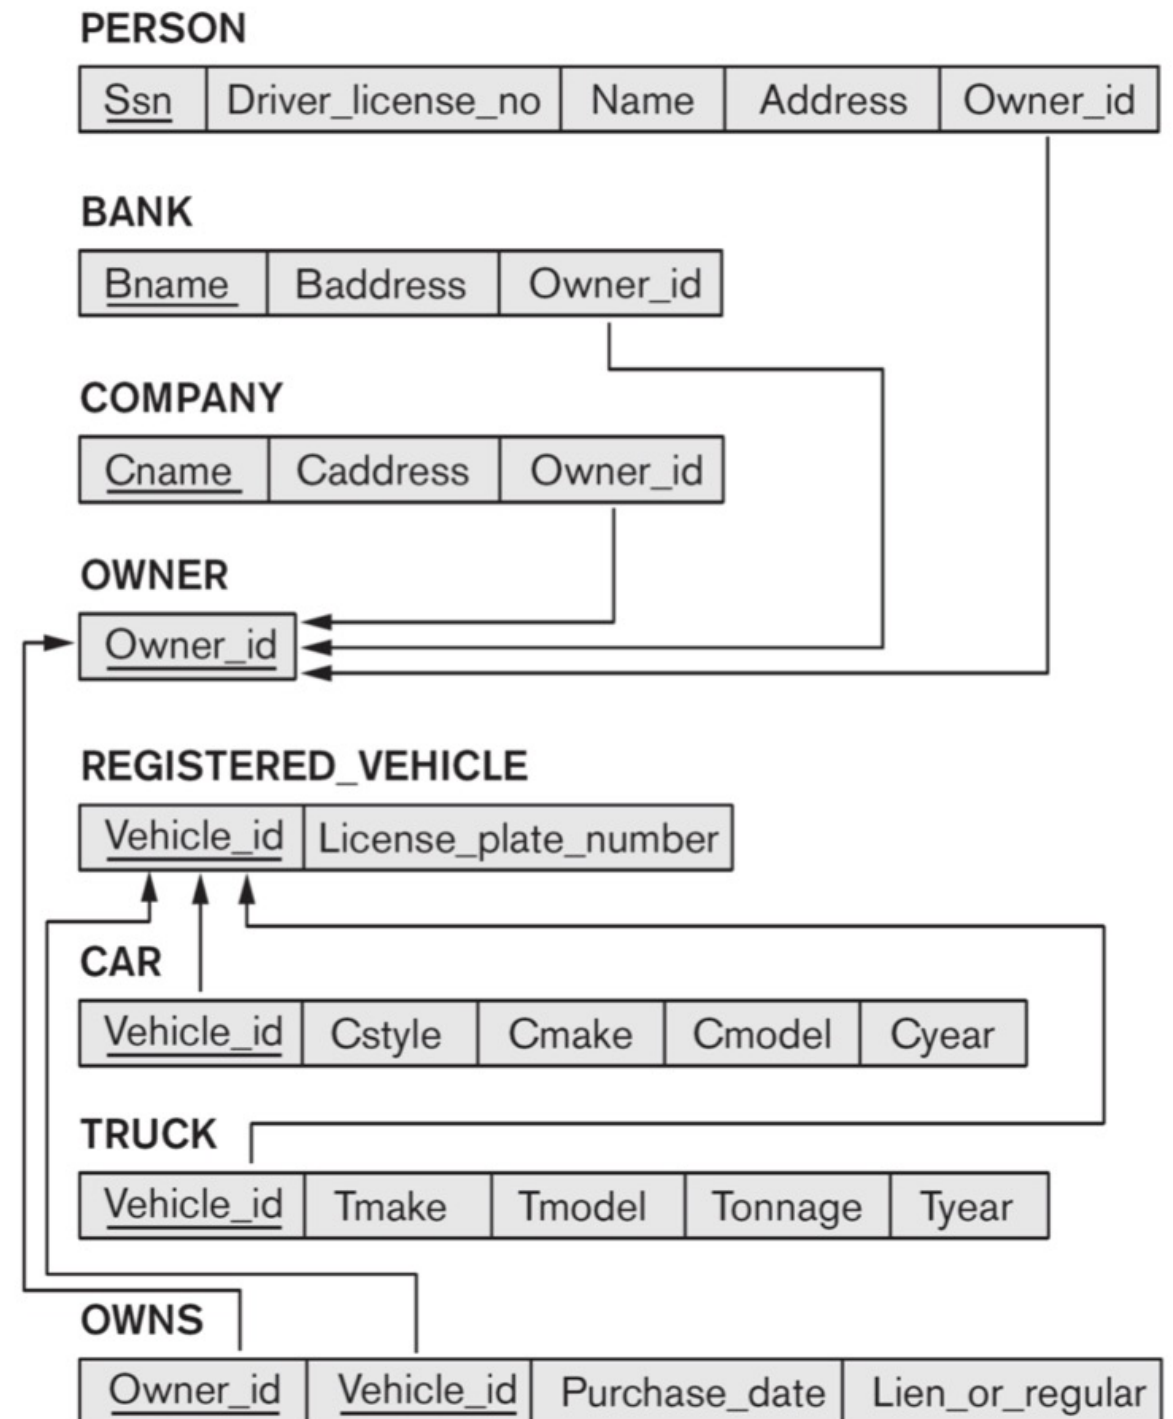 PERSON
Ssn Driver_license_no Name Address Owner_id
BANK
Bname Baddress Owner_id
COMPANY
Cname Caddress Owner_id
OWNER
Owner_id
REGISTERED_VEHICLE
Vehicle_id License_plate_number
CAR
Vehicle_id Cstyle Cmake Cmodel Cyear
TRUCK
Vehicle_id Tmake Tmodel Tonnage Tyear
OWNS
Owner_id Vehicle_id Purchase_date Lien_or_regular